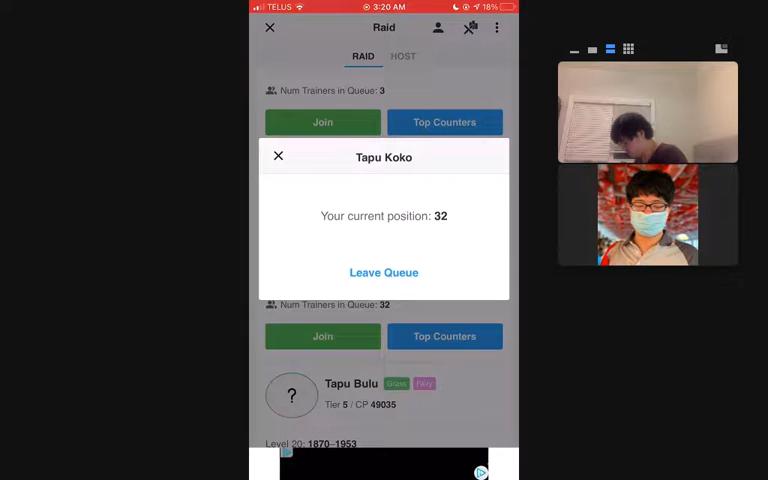 TELUS 3:20 AM 18%
Raid
RAID HOST
Num Trainers in Queue: 3
Join Top Counters
Tapu Koko
Your current position: 32
Leave Queue
Num Trainers in Queue: 32
Join Top Counters
?
Tapu Bulu Grass Fairy
Tier 5 / CP 49035
Level 20: 1870–1953